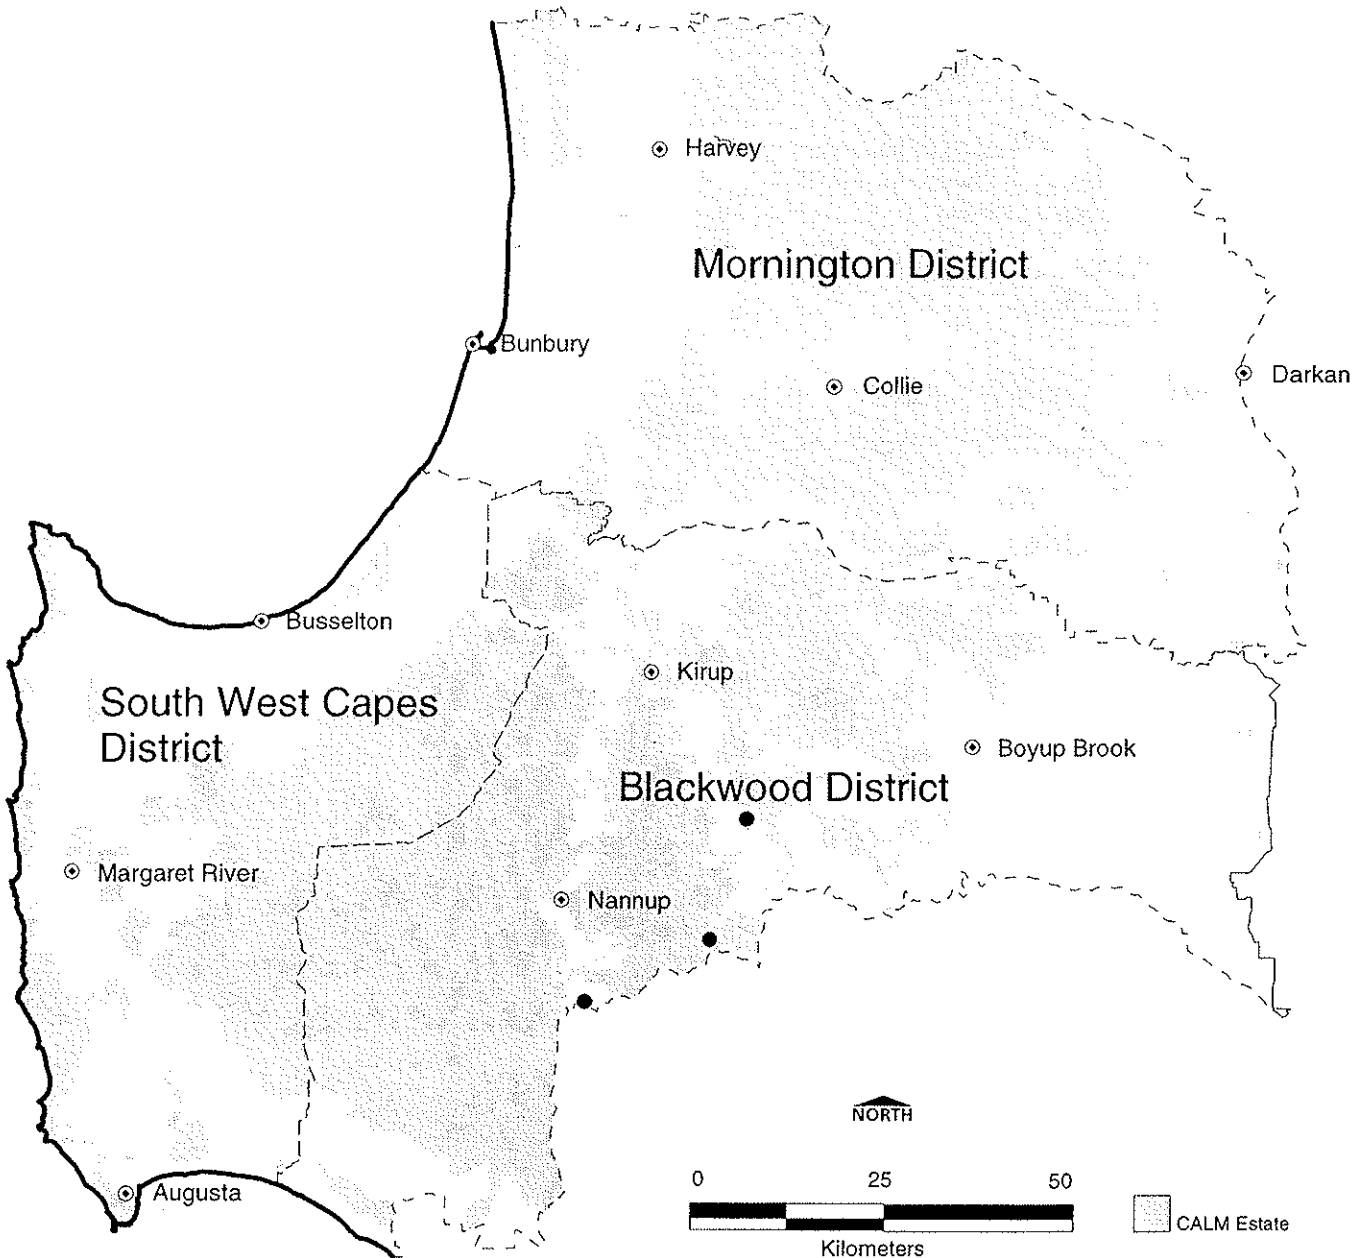 Harvey
Mornington District
Bunbury
Collie
Darkan
Busselton
Kirup
South West Capes
District
Boyup Brook
Blackwood District
Margaret River
Nannup
NORTH
0 25 50
Augusta
CALM Estate
Kilometers